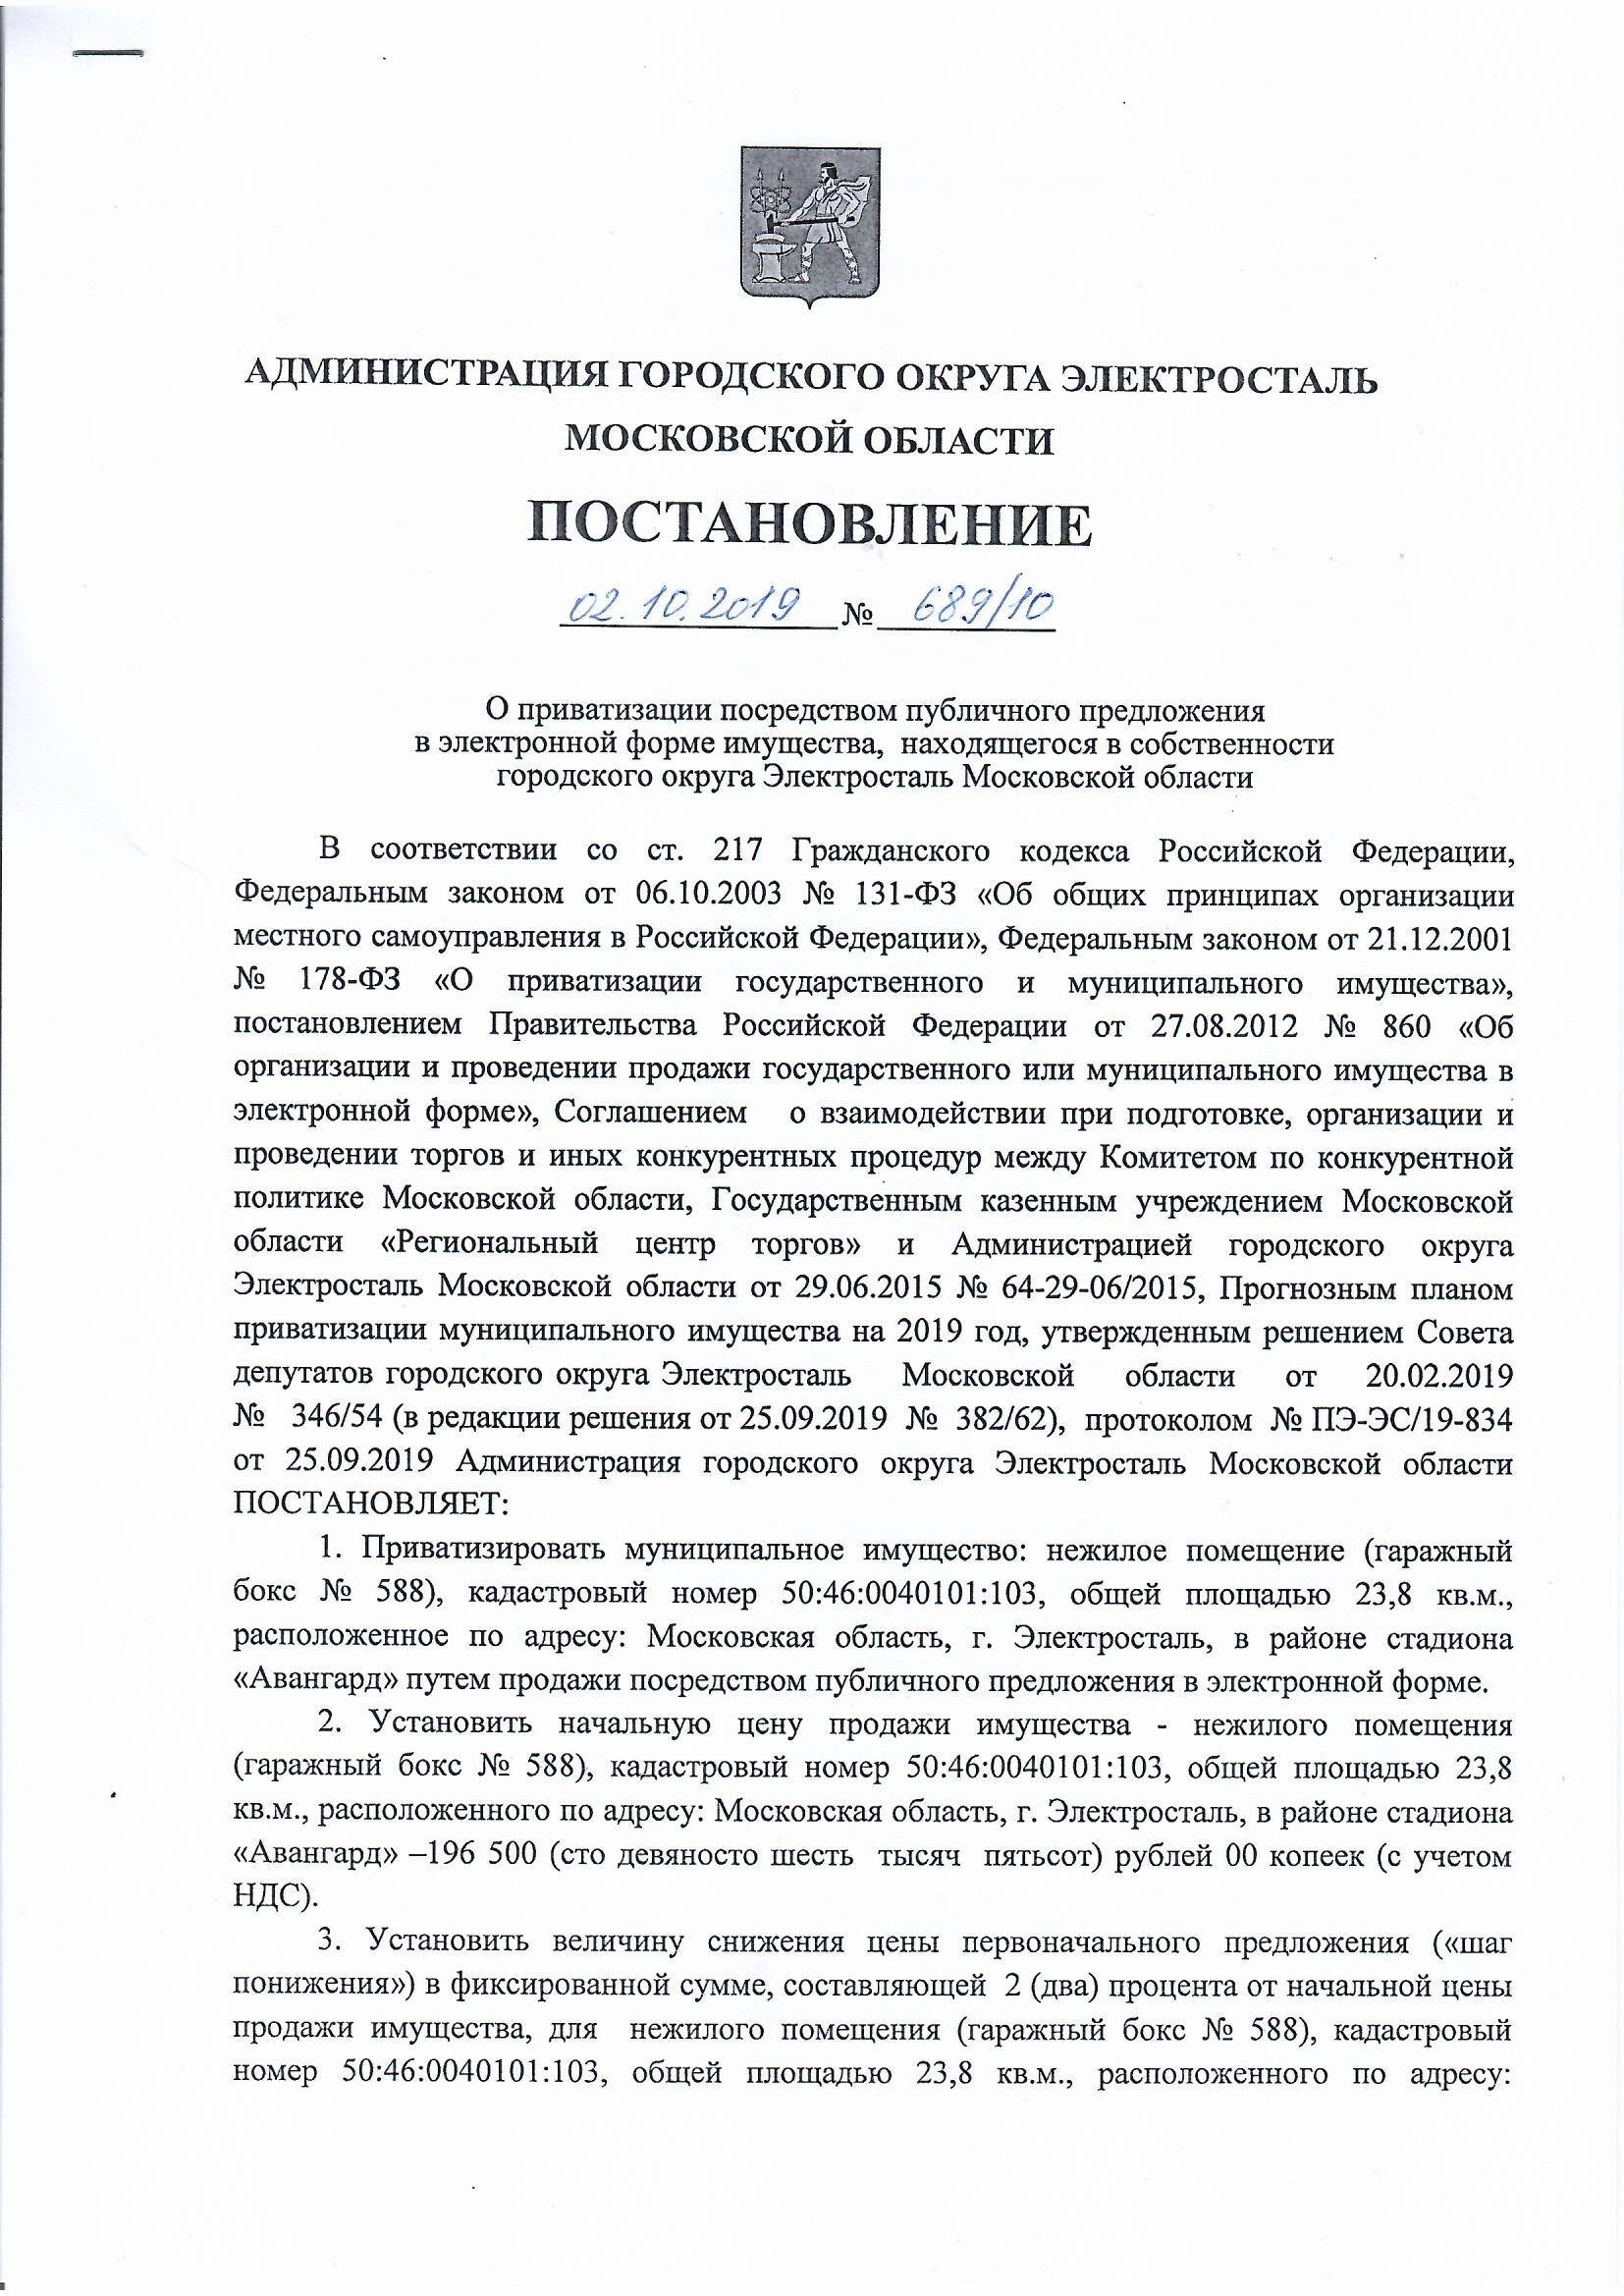 АДМИНИСТРАЦИЯ ГОРОДСКОГО ОКРУГА ЭЛЕКТРОСТАЛЬ
МОСКОВСКОЙ ОБЛАСТИ
ПОСТАНОВЛЕНИЕ
02.10.2019 № 689/10
О приватизации посредством публичного предложения
в электронной форме имущества, находящегося в собственности
городского округа Электросталь Московской области
В соответствии со ст. 217 Гражданского кодекса Российской Федерации,
Федеральным законом от 06.10.2003 № 131-ФЗ «Об общих принципах организации
местного самоуправления в Российской Федерации», Федеральным законом от 21.12.2001
№ 178-ФЗ «О приватизации государственного и муниципального имущества»,
постановлением Правительства Российской Федерации от 27.08.2012 № 860 «Об
организации и проведении продажи государственного или муниципального имущества в
электронной форме», Соглашением о взаимодействии при подготовке, организации и
проведении торгов и иных конкурентных процедур между Комитетом по конкурентной
политике Московской области, Государственным казенным учреждением Московской
области «Региональный центр торгов» и Администрацией городского округа
Электросталь Московской области от 29.06.2015 № 64-29-06/2015, Прогнозным планом
приватизации муниципального имущества на 2019 год, утвержденным решением Совета
депутатов городского округа Электросталь Московской области от 20.02.2019
№ 346/54 (в редакции решения от 25.09.2019 № 382/62), протоколом № ПЭ-ЭС/19-834
от 25.09.2019 Администрация городского округа Электросталь Московской области
ПОСТАНОВЛЯЕТ:
1. Приватизировать муниципальное имущество: нежилое помещение (гаражный
бокс № 588), кадастровый номер 50:46:0040101:103, общей площадью 23,8 кв.м.,
расположенное по адресу: Московская область, г. Электросталь, в районе стадиона
«Авангард» путем продажи посредством публичного предложения в электронной форме.
2. Установить начальную цену продажи имущества - нежилого помещения
(гаражный бокс № 588), кадастровый номер 50:46:0040101:103, общей площадью 23,8
кв.м., расположенного по адресу: Московская область, г. Электросталь, в районе стадиона
«Авангард» –196 500 (сто девяносто шесть тысяч пятьсот) рублей 00 копеек (с учетом
НДС).
3. Установить величину снижения цены первоначального предложения («шаг
понижения») в фиксированной сумме, составляющей 2 (два) процента от начальной цены
продажи имущества, для нежилого помещения (гаражный бокс № 588), кадастровый
номер 50:46:0040101:103, общей площадью 23,8 кв.м., расположенного по адресу: